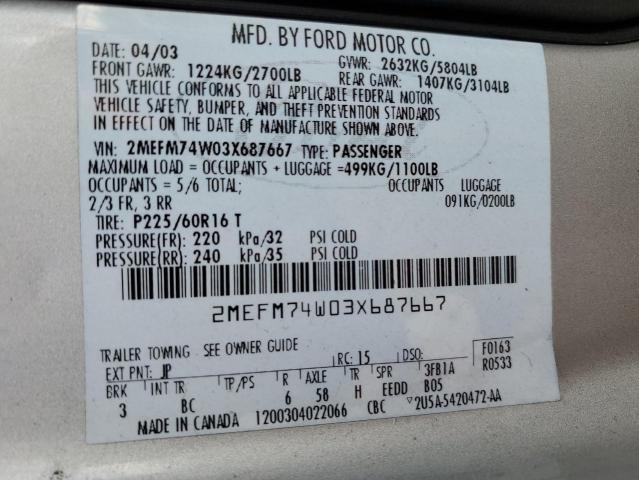 MFD. BY FORD MOTOR CO.
DATE: 04/03 GVWR: 2632KG/5804LB
FRONT GAWR: 1224KG/2700LB REAR GAWR: 1407KG/3104LB
THIS VEHICLE CONFORMS TO ALL APPLICABLE FEDERAL MOTOR
VEHICLE SAFETY, BUMPER, AND THEFT PREVENTION STANDARDS
IN EFFECT ON THE DATE OF MANUFACTURE SHOWN ABOVE.
VIN: 2MEFM74W03X687667 TYPE: PASSENGER
MAXIMUM LOAD = OCCUPANTS + LUGGAGE =499KG/1100LB
OCCUPANTS = 5/6 TOTAL, OCCUPANTS LUGGAGE
2/3 FR, 3 RR 091KG/0200LB
TIRE: P225/60R16 T
PRESSURE(FR) 220 kPa/32 PSI COLD
PRESSURE(RR) 240 kPa/35 PSI COLD
2MEFM74W03X687667
TRAILER TOWING - SEE OWNER GUIDE
EXT PNT: JP RC: 15 DSO: F0163
R0533
BRK INT TR TP/PS R AXLE TR SPR 3FB1A
3 BC 6 58 H EEDD B05
MADE IN CANADA 1200304022066 CBC ▽2U5A-5420472-AA